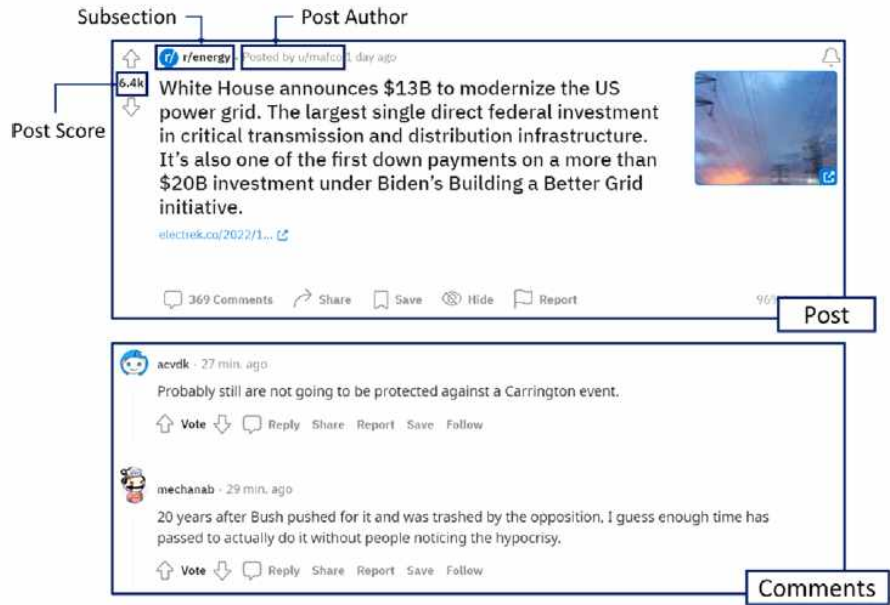 Subsection
Post Author
r/energy · Posted by u/mafco 1 day ago
6.4k
Post Score
White House announces $13B to modernize the US
power grid. The largest single direct federal investment
in critical transmission and distribution infrastructure.
It's also one of the first down payments on a more than
$20B investment under Biden's Building a Better Grid
initiative.
electrek.co/2022/1...
369 Comments Share Save Hide Report
Post
acvdk · 27 min. ago
Probably still are not going to be protected against a Carrington event.
Vote Reply Share Report Save Follow
mechanab · 29 min. ago
20 years after Bush pushed for it and was trashed by the opposition, I guess enough time has
passed to actually do it without people noticing the hypocrisy.
Vote Reply Share Report Save Follow
Comments